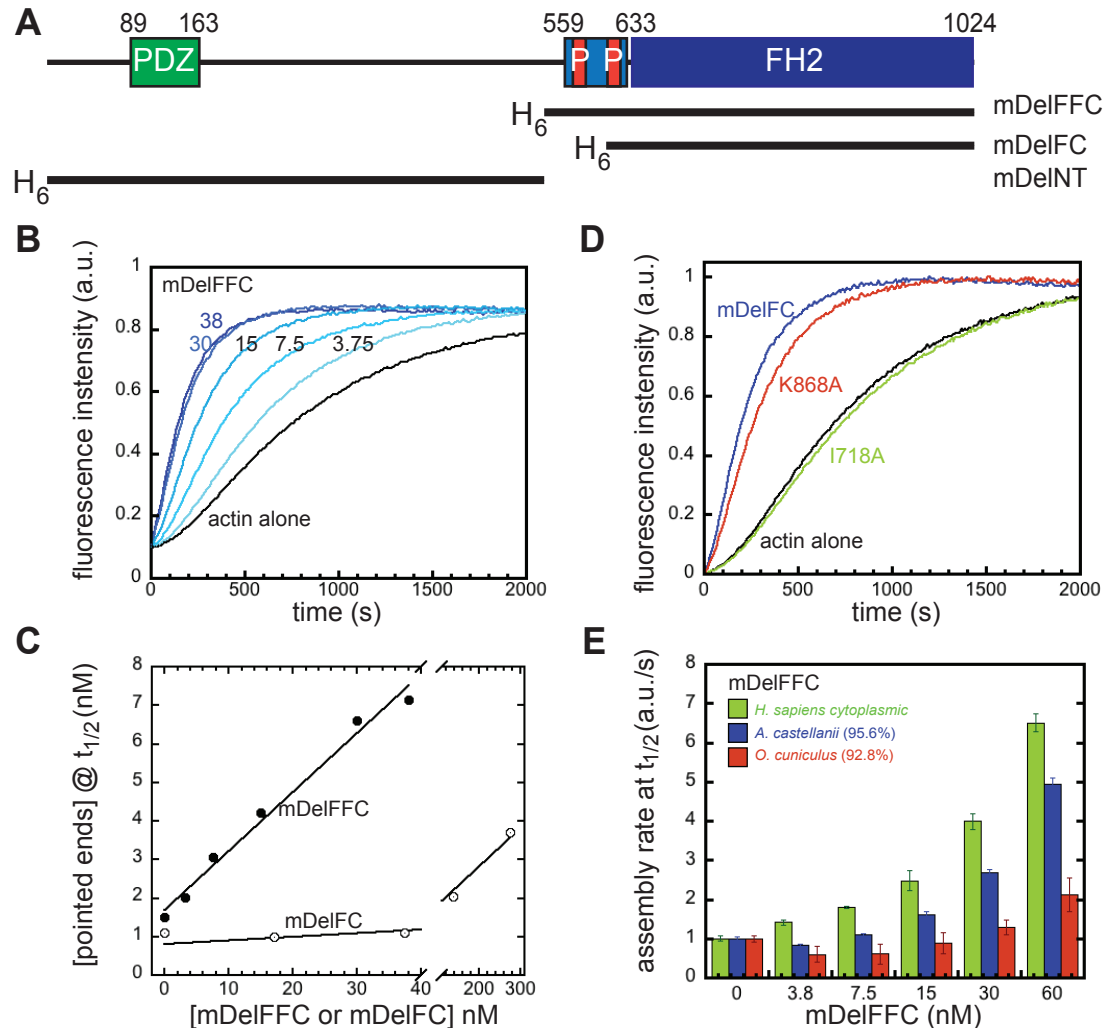 A
89 163 559 633 1024
PDZ P P FH2
H6 mDelFFC
H6 mDelFC
H6 mDelNT
B
fluorescence instensity (a.u.)
1
0.8
0.6
0.4
0.2
0
mDelFFC
38
30 15 7.5 3.75
actin alone
0 500 1000 1500 2000
time (s)
D
fluorescence instensity (a.u.)
1
0.8
0.6
0.4
0.2
0
mDelFC
K868A
I718A
actin alone
0 500 1000 1500 2000
time (s)
C
[pointed ends] @ t1/2 (nM)
8
7
6
5
4
3
2
1
0
mDelFFC
mDelFC
0 10 20 30 40 100 200 300
[mDelFFC or mDelFC] nM
E
assembly rate at t1/2 (a.u./s)
8
7
6
5
4
3
2
1
0
mDelFFC
H. sapiens cytoplasmic
A. castellanii (95.6%)
O. cuniculus (92.8%)
0 3.8 7.5 15 30 60
mDelFFC (nM)